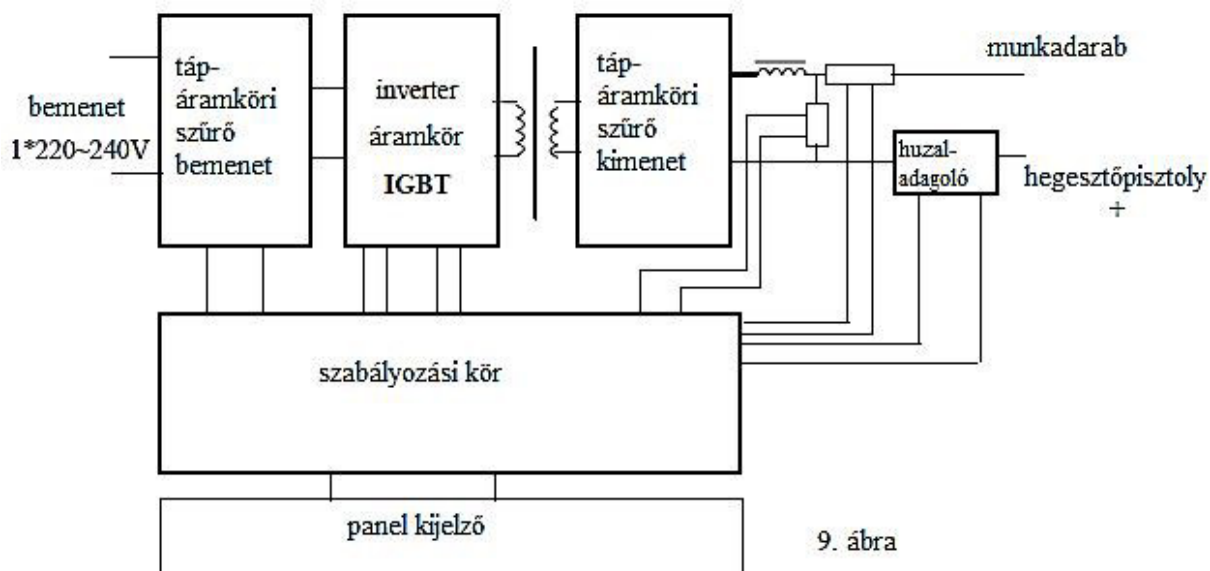 bemenet
1*220~240V
táp-
áramköri
szűrő
bemenet
inverter
áramkör
IGBT
táp-
áramköri
szűrő
kimenet
munkadarab
huzal-
adagoló
hegesztőpisztoly
+
szabályozási kör
panel kijelző
9. ábra